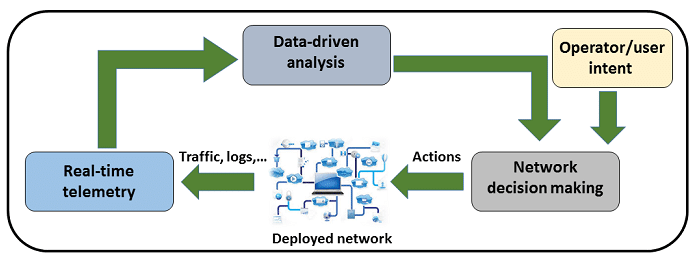 Data-driven
analysis
Operator/user
intent
Traffic, logs,...
Actions
Real-time
telemetry
Network
decision making
Deployed network